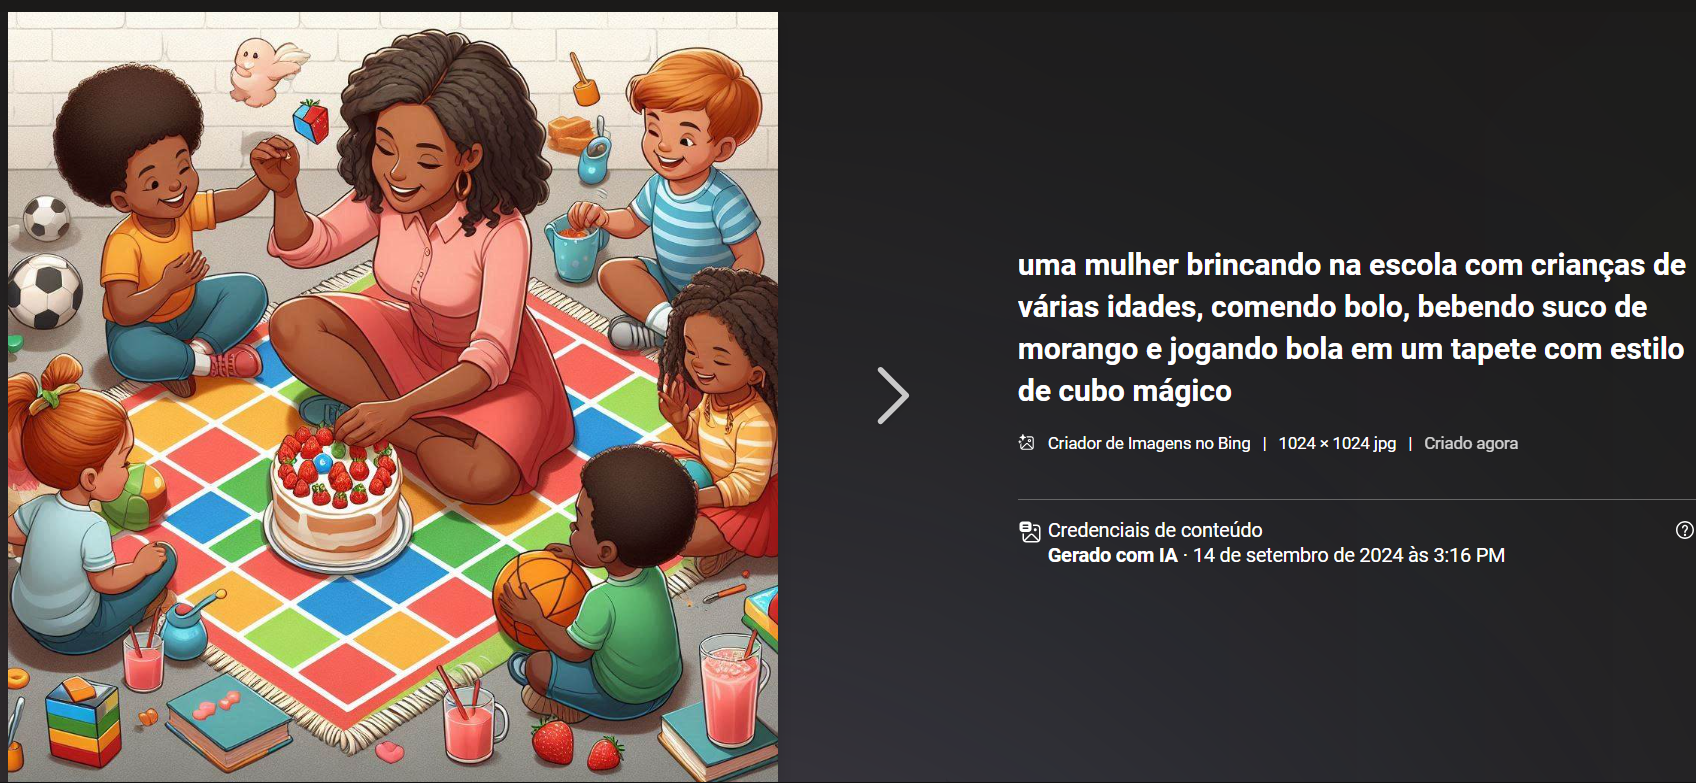 uma mulher brincando na escola com crianças de
várias idades, comendo bolo, bebendo suco de
morango e jogando bola em um tapete com estilo
de cubo mágico
Criador de Imagens no Bing | 1024 × 1024 jpg | Criado agora
Credenciais de conteúdo
Gerado com IA · 14 de setembro de 2024 às 3:16 PM